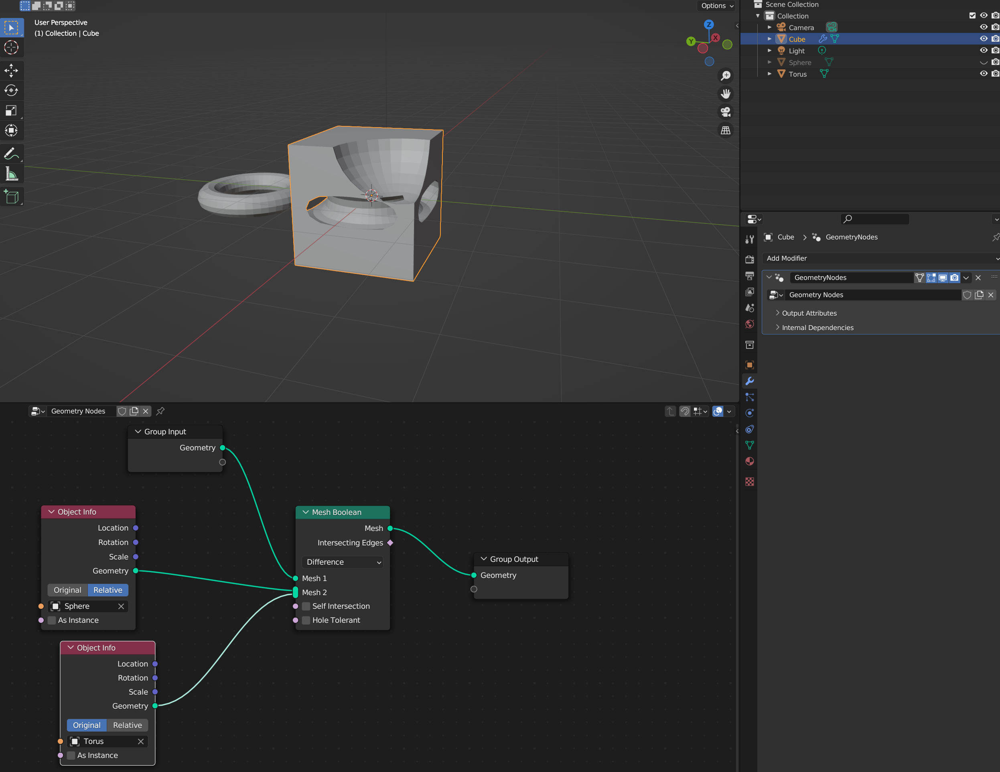 Options
User Perspective
(1) Collection | Cube
Z
X
Y
Scene Collection
Collection
Camera
Cube
Light
Sphere
Torus
Cube > GeometryNodes
Add Modifier
GeometryNodes
Geometry Nodes
Output Attributes
Internal Dependencies
Geometry Nodes
Group Input
Geometry
Object Info
Location
Rotation
Scale
Geometry
Original Relative
Sphere
As Instance
Object Info
Location
Rotation
Scale
Geometry
Original Relative
Torus
As Instance
Mesh Boolean
Mesh
Intersecting Edges
Difference
Mesh 1
Mesh 2
Self Intersection
Hole Tolerant
Group Output
Geometry